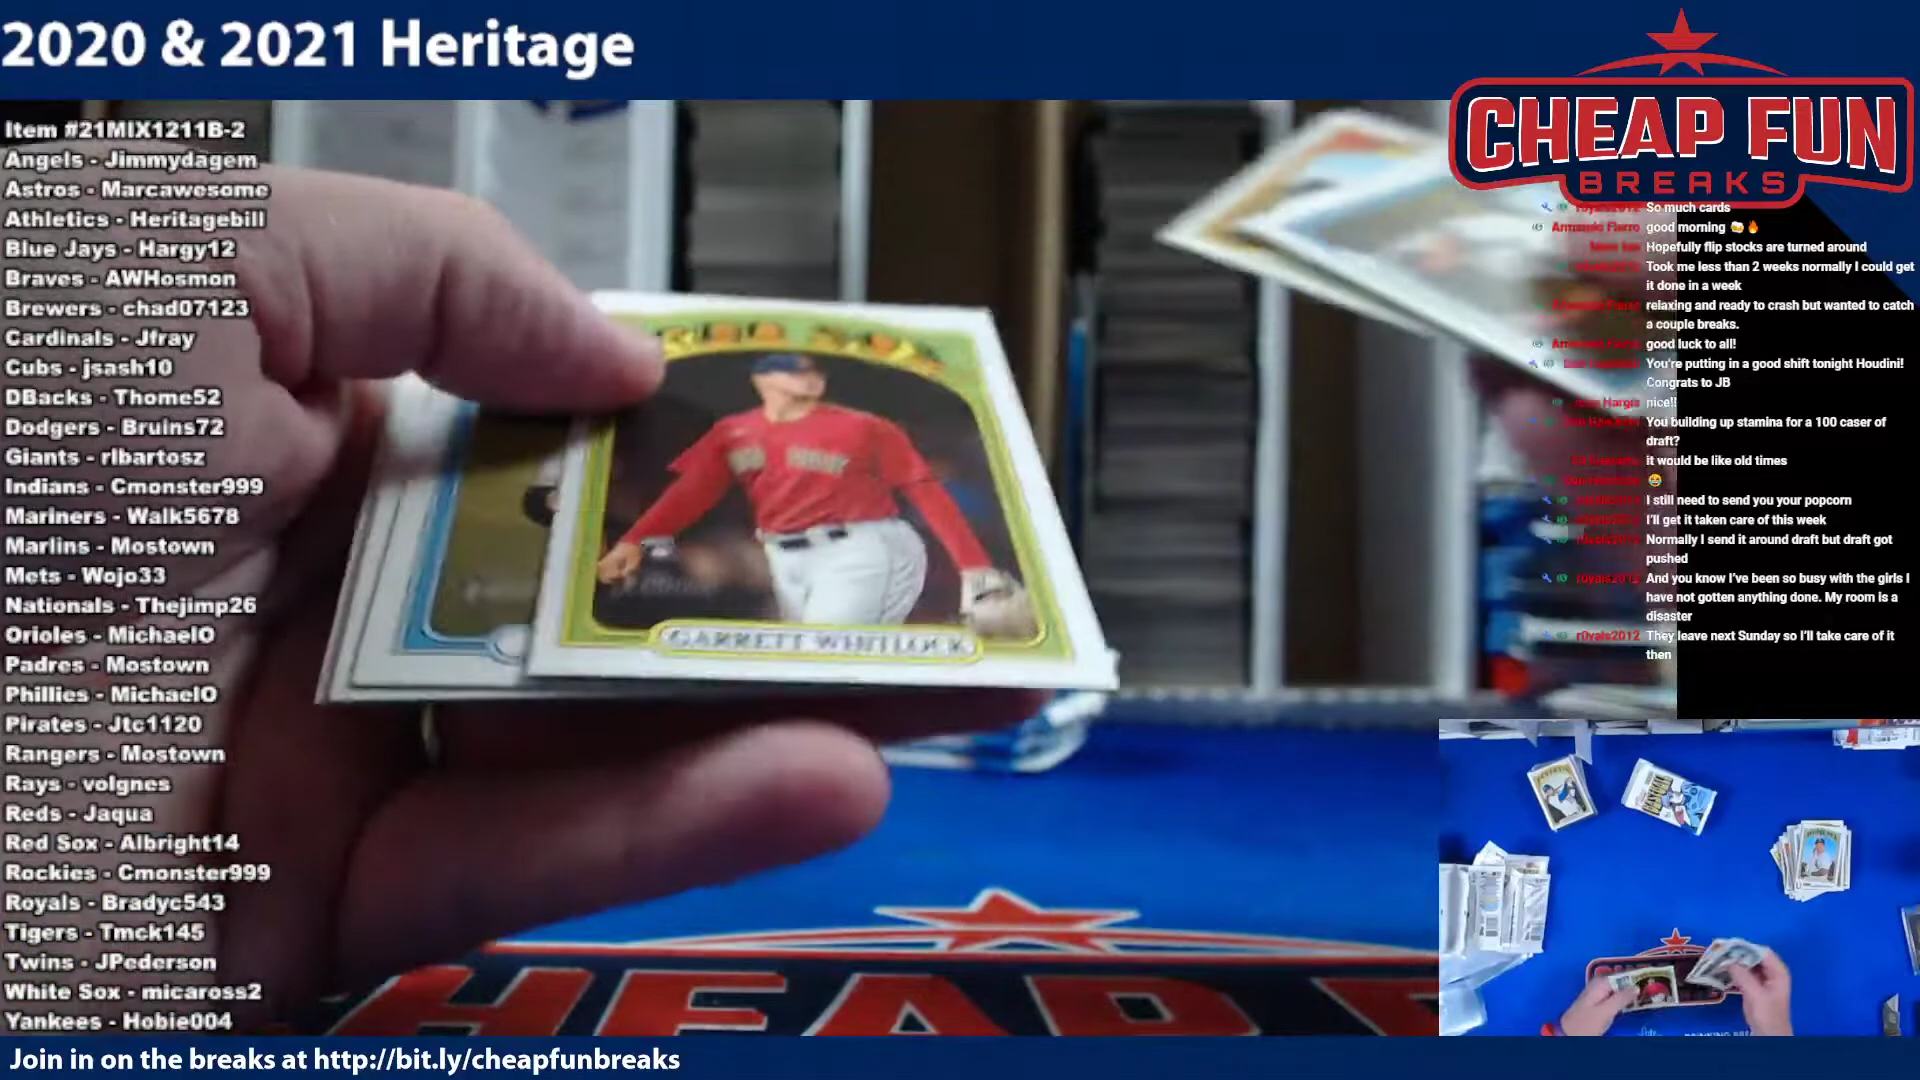 2020 & 2021 Heritage
CHEAP FUN
BREAKS
Item #21MIX1211B-2
Angels - Jimmydagem
Astros - Marcawesome
Athletics - Heritagebill
Blue Jays - Hargy12
Braves - AWHosmon
Brewers - chad07123
Cardinals - Jfray
Cubs - jsash10
DBacks - Thome52
Dodgers - Bruins72
Giants - rlbartosz
Indians - Cmonster999
Mariners - Walk5678
Marlins - Mostown
Mets - Wojo33
Nationals - Thejimp26
Orioles - MichaelO
Padres - Mostown
Phillies - MichaelO
Pirates - Jtc1120
Rangers - Mostown
Rays - volgnes
Reds - Jaqua
Red Sox - Albright14
Rockies - Cmonster999
Royals - Bradyc543
Tigers - Tmck145
Twins - JPederson
White Sox - micaross2
Yankees - Hobie004
RED SOX
GARRETT WHITLOCK
So much cards
Armando Fierro good morning
Hopefully flip stocks are turned around
Took me less than 2 weeks normally I could get
it done in a week
relaxing and ready to crash but wanted to catch
a couple breaks.
good luck to all!
You're putting in a good shift tonight Houdini!
Congrats to JB
nice!!
You building up stamina for a 100 caser of
draft?
it would be like old times
I still need to send you your popcorn
I'll get it taken care of this week
Normally I send it around draft but draft got
pushed
r0yals2012 And you know I've been so busy with the girls I
have not gotten anything done. My room is a
disaster
r0yals2012 They leave next Sunday so I'll take care of it
then
Join in on the breaks at http://bit.ly/cheapfunbreaks